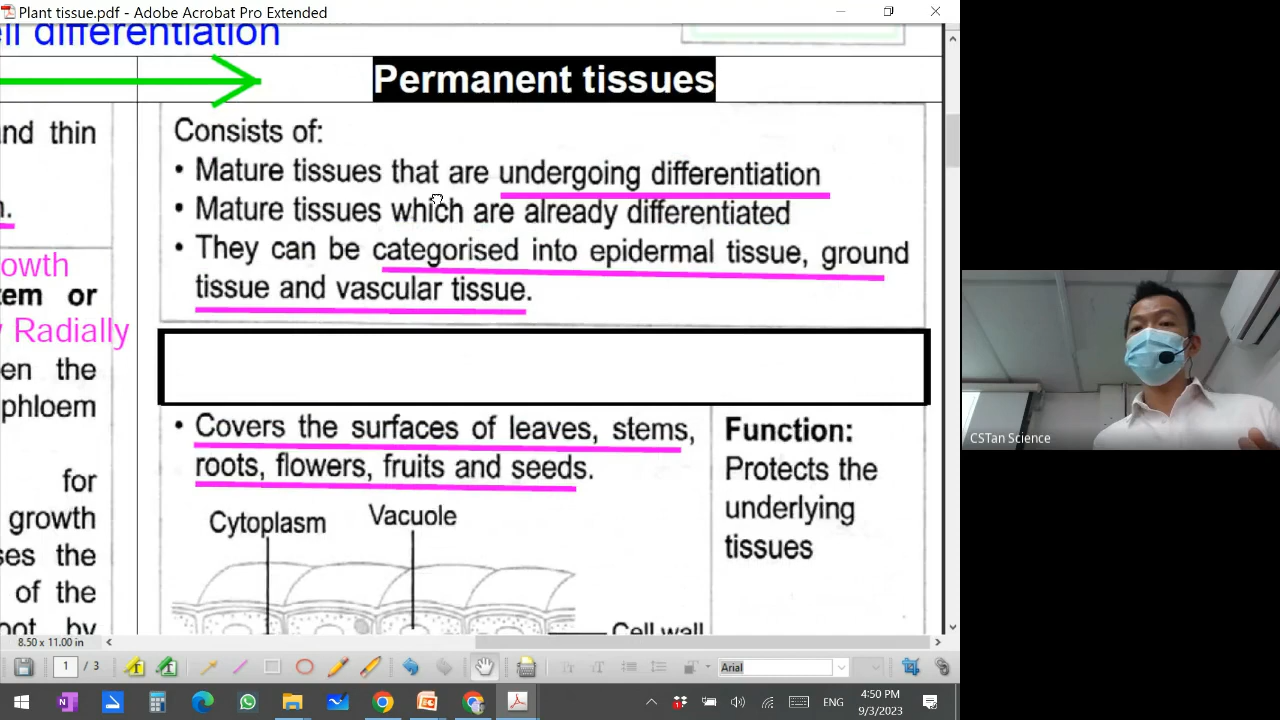 Plant tissue.pdf - Adobe Acrobat Pro Extended
ell differentiation
Permanent tissues
and thin
n.
owth
tem or
y Radially
en the
phloem
for
growth
ses the
of the
oot by
Consists of:
• Mature tissues that are undergoing differentiation
• Mature tissues which are already differentiated
• They can be categorised into epidermal tissue, ground
tissue and vascular tissue.
• Covers the surfaces of leaves, stems,
roots, flowers, fruits and seeds.
Function:
Protects the
underlying
tissues
Cytoplasm
Vacuole
Cell wall
CSTan Science
8.50 x 11.00 in
1 / 3
Arial
ENG
4:50 PM
9/3/2023